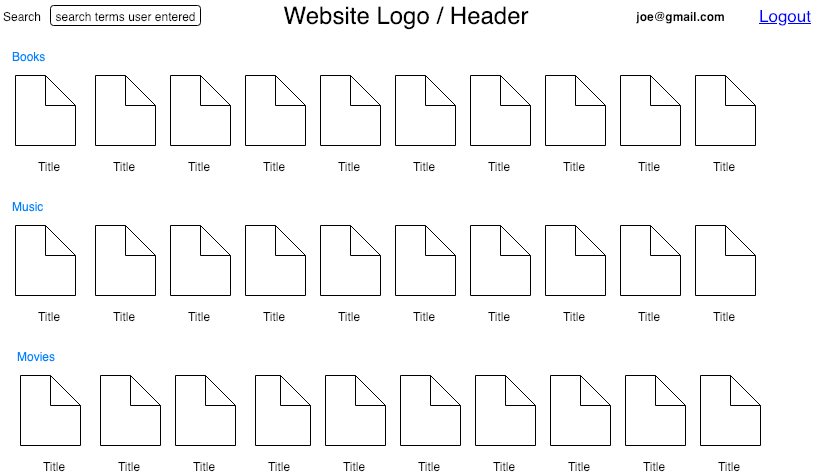 Search search terms user entered Website Logo / Header joe@gmail.com Logout
Books
Title Title Title Title Title Title Title Title Title Title
Music
Title Title Title Title Title Title Title Title Title Title
Movies
Title Title Title Title Title Title Title Title Title Title